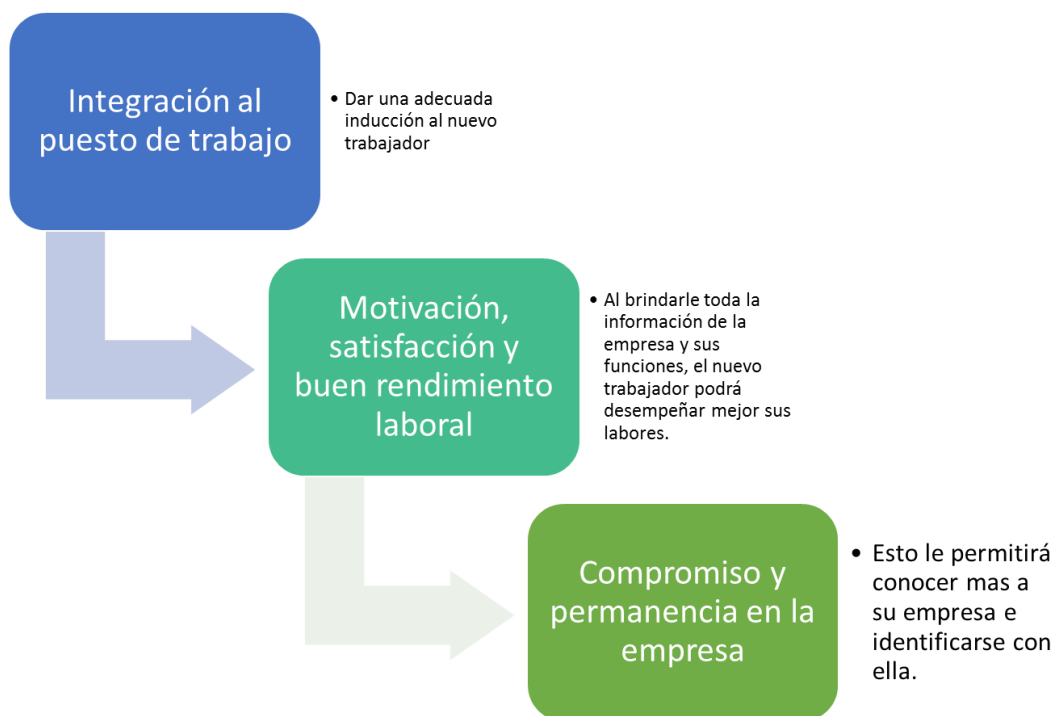 Integración al
puesto de trabajo
• Dar una adecuada
inducción al nuevo
trabajador
Motivación,
satisfacción y
buen rendimiento
laboral
• Al brindarle toda la
información de la
empresa y sus
funciones, el nuevo
trabajador podrá
desempeñar mejor sus
labores.
Compromiso y
permanencia en la
empresa
• Esto le permitirá
conocer mas a
su empresa e
identificarse con
ella.